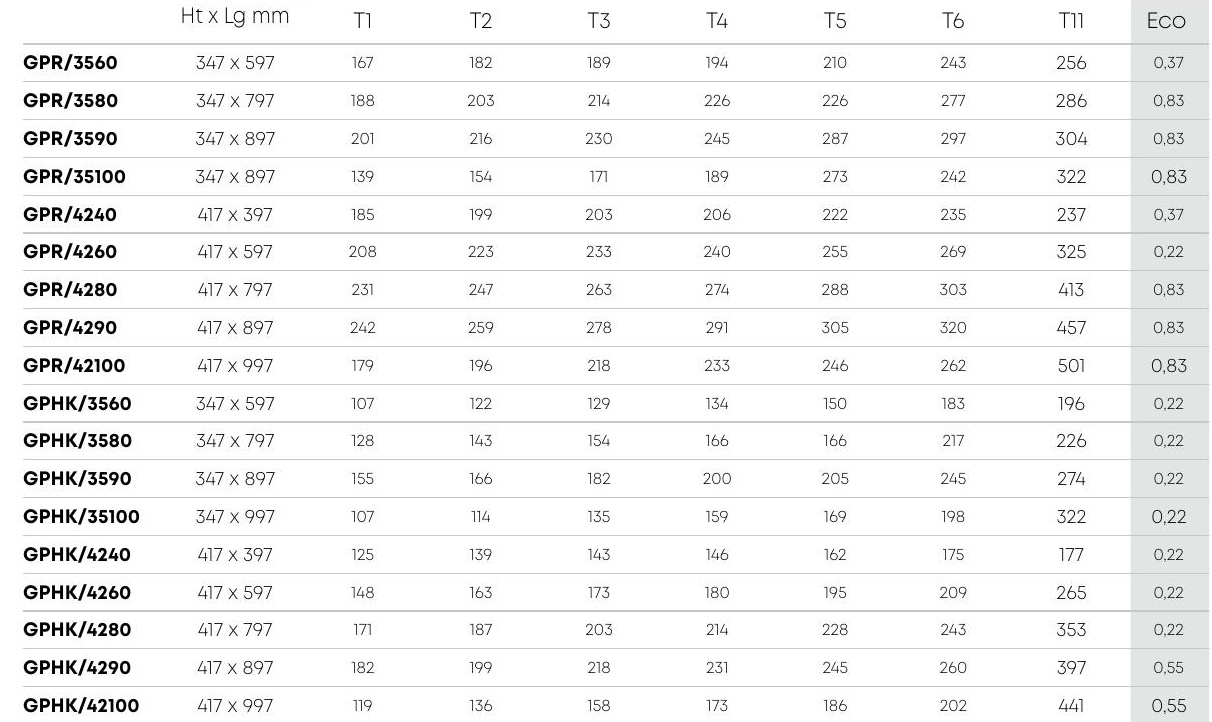 Ht x Lg mm T1 T2 T3 T4 T5 T6 T11 Eco
GPR/3560 347 x 597 167 182 189 194 210 243 256 0,37
GPR/3580 347 x 797 188 203 214 226 226 277 286 0,83
GPR/3590 347 x 897 201 216 230 245 287 297 304 0,83
GPR/35100 347 x 897 139 154 171 189 273 242 322 0,83
GPR/4240 417 x 397 185 199 203 206 222 235 237 0,37
GPR/4260 417 x 597 208 223 233 240 255 269 325 0,22
GPR/4280 417 x 797 231 247 263 274 288 303 413 0,83
GPR/4290 417 x 897 242 259 278 291 305 320 457 0,83
GPR/42100 417 x 997 179 196 218 233 246 262 501 0,83
GPHK/3560 347 x 597 107 122 129 134 150 183 196 0,22
GPHK/3580 347 x 797 128 143 154 166 166 217 226 0,22
GPHK/3590 347 x 897 155 166 182 200 205 245 274 0,22
GPHK/35100 347 x 997 107 114 135 159 169 198 322 0,22
GPHK/4240 417 x 397 125 139 143 146 162 175 177 0,22
GPHK/4260 417 x 597 148 163 173 180 195 209 265 0,22
GPHK/4280 417 x 797 171 187 203 214 228 243 353 0,22
GPHK/4290 417 x 897 182 199 218 231 245 260 397 0,55
GPHK/42100 417 x 997 119 136 158 173 186 202 441 0,55